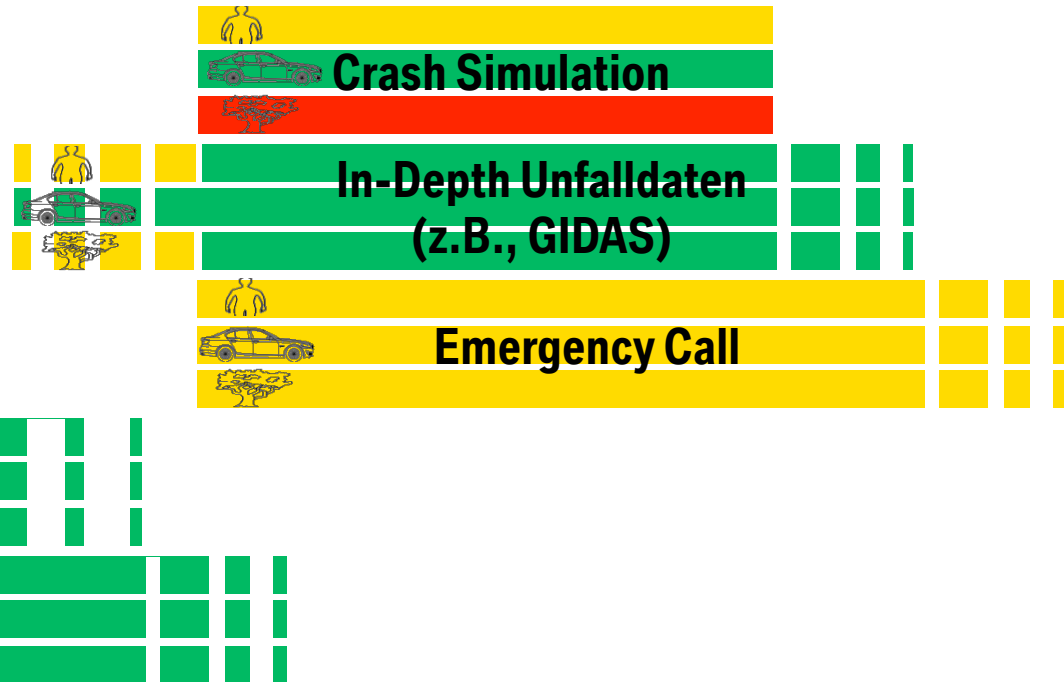 Crash Simulation
In-Depth Unfalldaten
(z.B., GIDAS)
Emergency Call